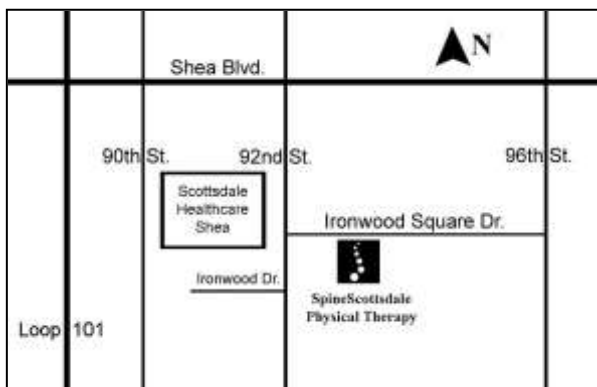 N
Shea Blvd.
90th St.
92nd St.
96th St.
Scottsdale
Healthcare
Shea
Ironwood Square Dr.
Ironwood Dr.
SpineScottsdale
Physical Therapy
Loop 101